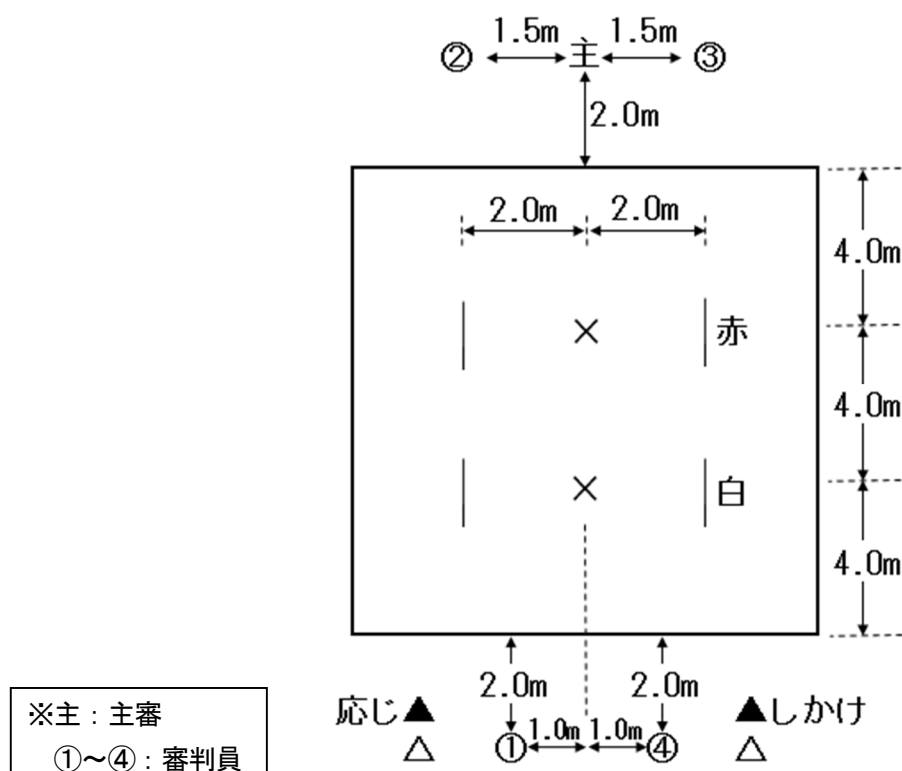 1.5m 1.5m
② 主 ③
2.0m
2.0m 2.0m
4.0m
× 赤
4.0m
× 白
4.0m
2.0m 2.0m
応じ▲ ▲しかけ
1.0m 1.0m
△ ① ④ △
※主：主審
①～④：審判員